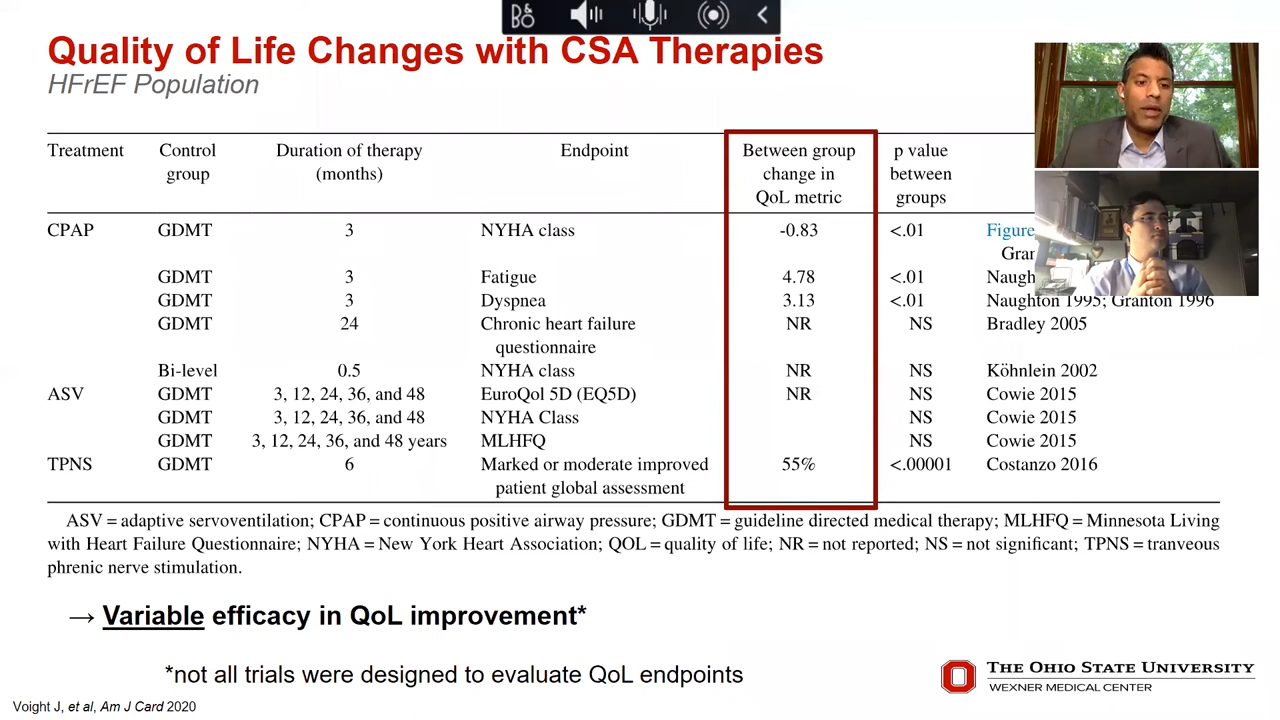 Quality of Life Changes with CSA Therapies
HFrEF Population
Treatment Control group Duration of therapy (months) Endpoint Between group change in QoL metric p value between groups
CPAP GDMT 3 NYHA class -0.83 <.01 Figure
GDMT 3 Fatigue 4.78 <.01
GDMT 3 Dyspnea 3.13 <.01 Naughton 1995; Granton 1996
GDMT 24 Chronic heart failure questionnaire NR NS Bradley 2005
Bi-level 0.5 NYHA class NR NS Köhnlein 2002
ASV GDMT 3, 12, 24, 36, and 48 EuroQol 5D (EQ5D) NR NS Cowie 2015
GDMT 3, 12, 24, 36, and 48 NYHA Class NS Cowie 2015
GDMT 3, 12, 24, 36, and 48 years MLHFQ NS Cowie 2015
TPNS GDMT 6 Marked or moderate improved patient global assessment 55% <.00001 Costanzo 2016
ASV = adaptive servoventilation; CPAP = continuous positive airway pressure; GDMT = guideline directed medical therapy; MLHFQ = Minnesota Living
with Heart Failure Questionnaire; NYHA = New York Heart Association; QOL = quality of life; NR = not reported; NS = not significant; TPNS = tranveous
phrenic nerve stimulation.
→ Variable efficacy in QoL improvement*
*not all trials were designed to evaluate QoL endpoints
THE OHIO STATE UNIVERSITY
WEXNER MEDICAL CENTER
Voight J, et al, Am J Card 2020